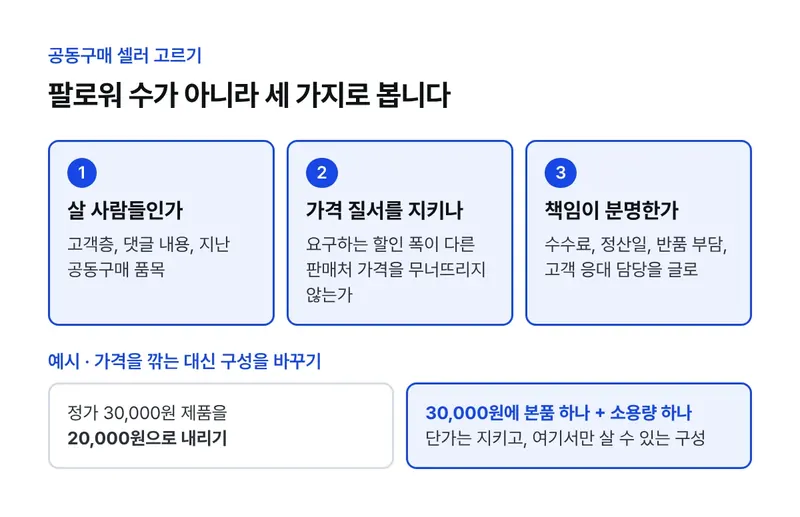 공동구매 셀러 고르기
팔로워 수가 아니라 세 가지로 봅니다
1
살 사람들인가
고객층, 댓글 내용, 지난
공동구매 품목
2
가격 질서를 지키나
요구하는 할인 폭이 다른
판매처 가격을 무너뜨리지
않는가
3
책임이 분명한가
수수료, 정산일, 반품 부담,
고객 응대 담당을 글로
예시 · 가격을 깎는 대신 구성을 바꾸기
정가 30,000원 제품을
20,000원으로 내리기
30,000원에 본품 하나 + 소용량 하나
단가는 지키고, 여기서만 살 수 있는 구성